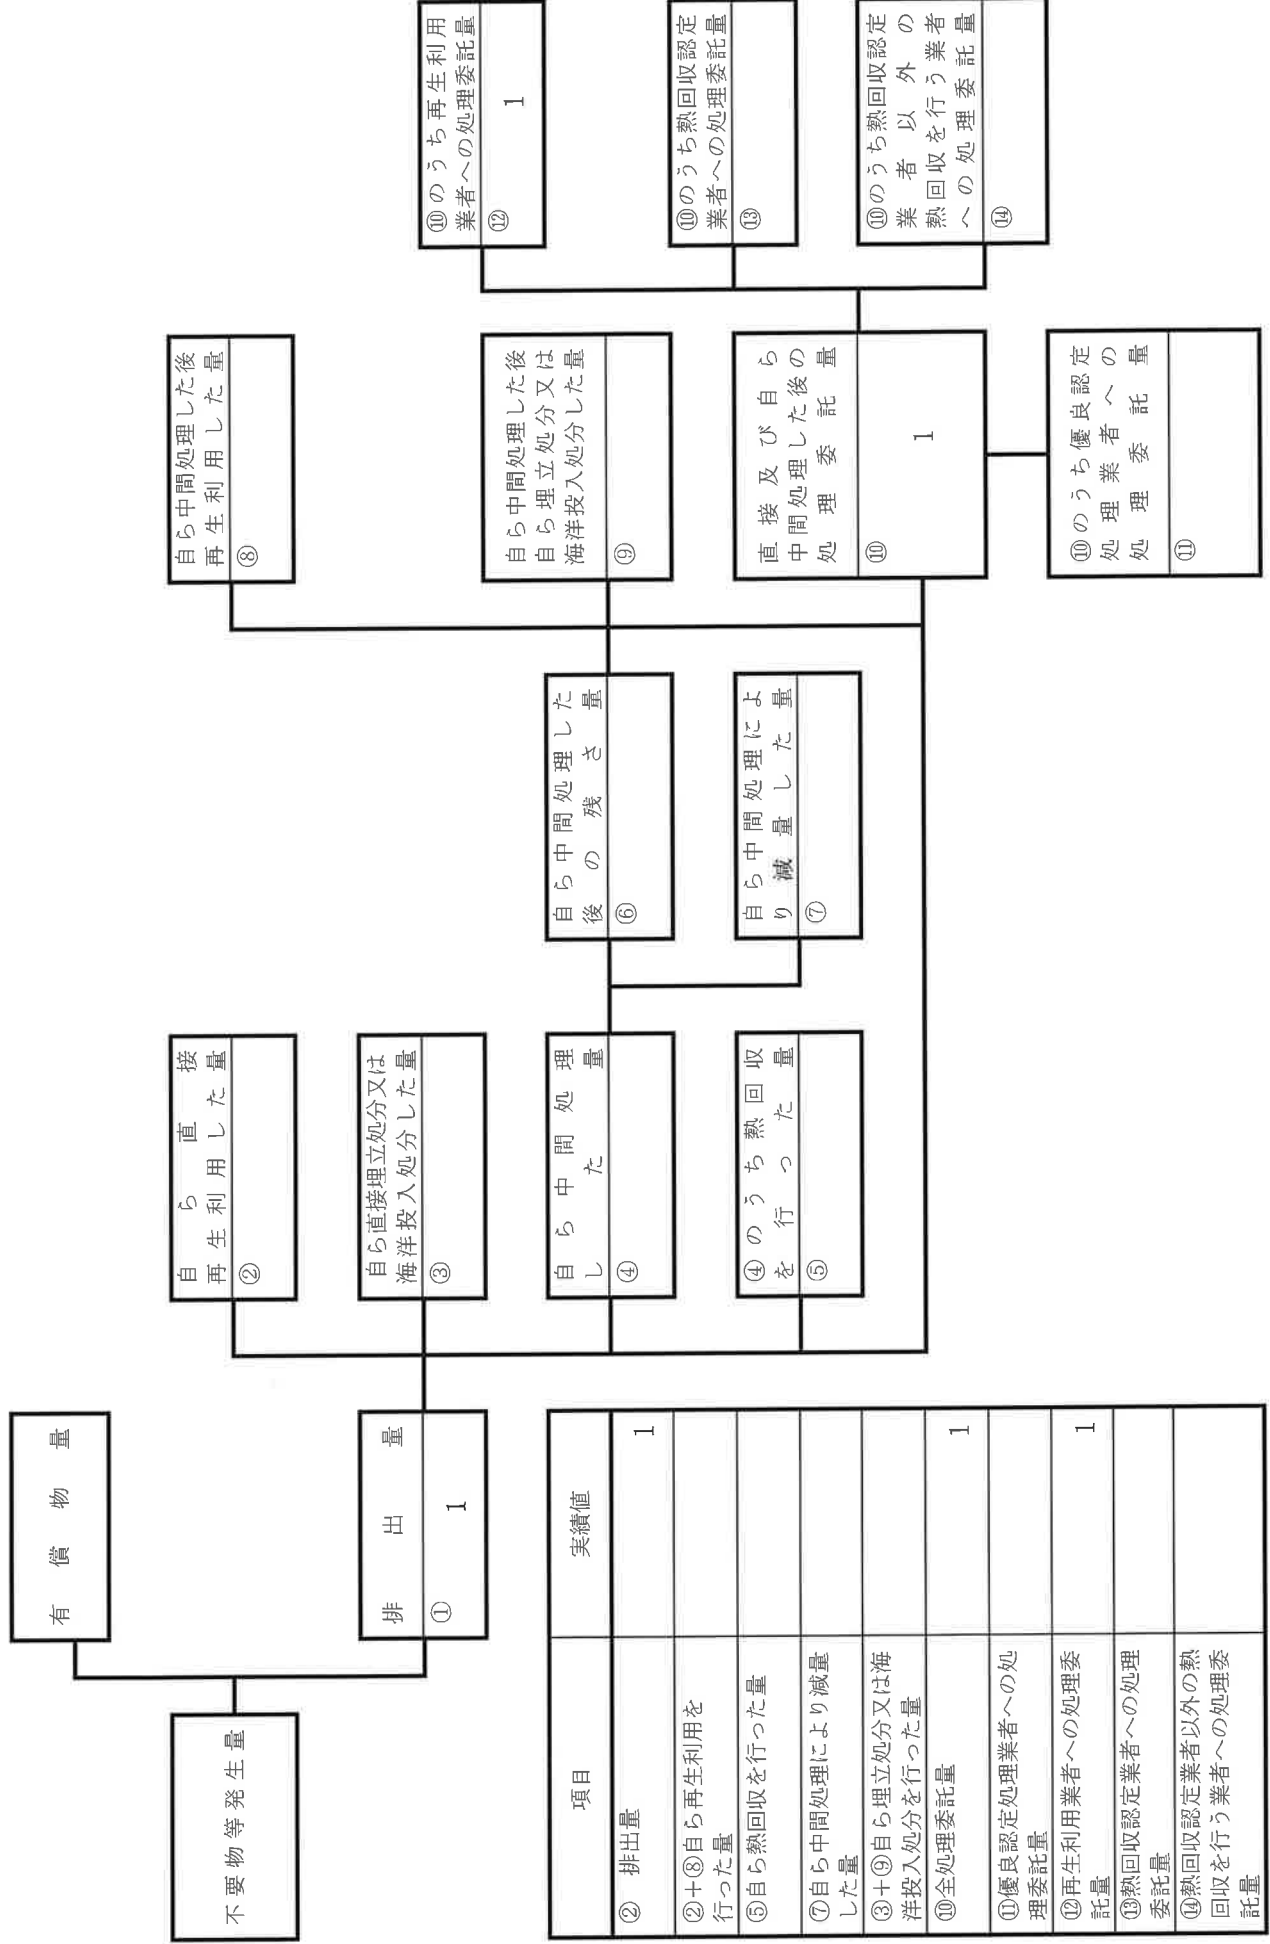 不要物等発生量
有償物量
排出量
①
1
自ら直接
再生利用した量
②
自ら直接埋立処分又は
海洋投入処分した量
③
自ら中間処理
した量
④
④のうち熱回収
を行った量
⑤
自ら中間処理した
後の残さ量
⑥
自ら中間処理によ
り減量した量
⑦
自ら中間処理した後
再生利用した量
⑧
自ら中間処理した後
自ら埋立処分又は
海洋投入処分した量
⑨
直接及び自ら
中間処理した後の
処理委託量
⑩
1
⑩のうち優良認定
処理業者への
処理委託量
⑪
⑩のうち再生利用
業者への処理委託量
⑫
1
⑩のうち熱回収認定
業者への処理委託量
⑬
⑩のうち熱回収認定
業者以外の
熱回収を行う業者
への処理委託量
⑭
項目 実績値
② 排出量 1
②+⑧自ら再生利用を
行った量
⑤自ら熱回収を行った量
⑦自ら中間処理により減量
した量
③+⑨自ら埋立処分又は海
洋投入処分を行った量
⑩全処理委託量 1
⑪優良認定処理業者への処
理委託量
⑫再生利用業者への処理委
託量 1
⑬熱回収認定業者への処理
委託量
⑭熱回収認定業者以外の熱
回収を行う業者への処理委
託量